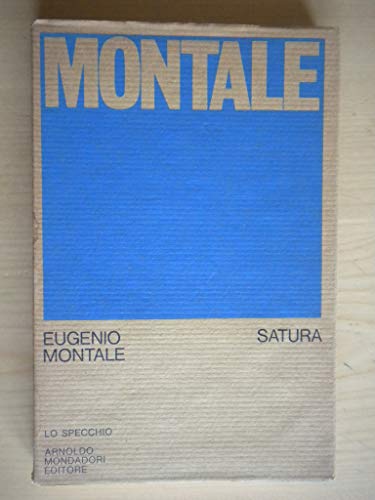 MONTALE
EUGENIO
MONTALE
SATURA
LO SPECCHIO
ARNOLDO
MONDADORI
EDITORE